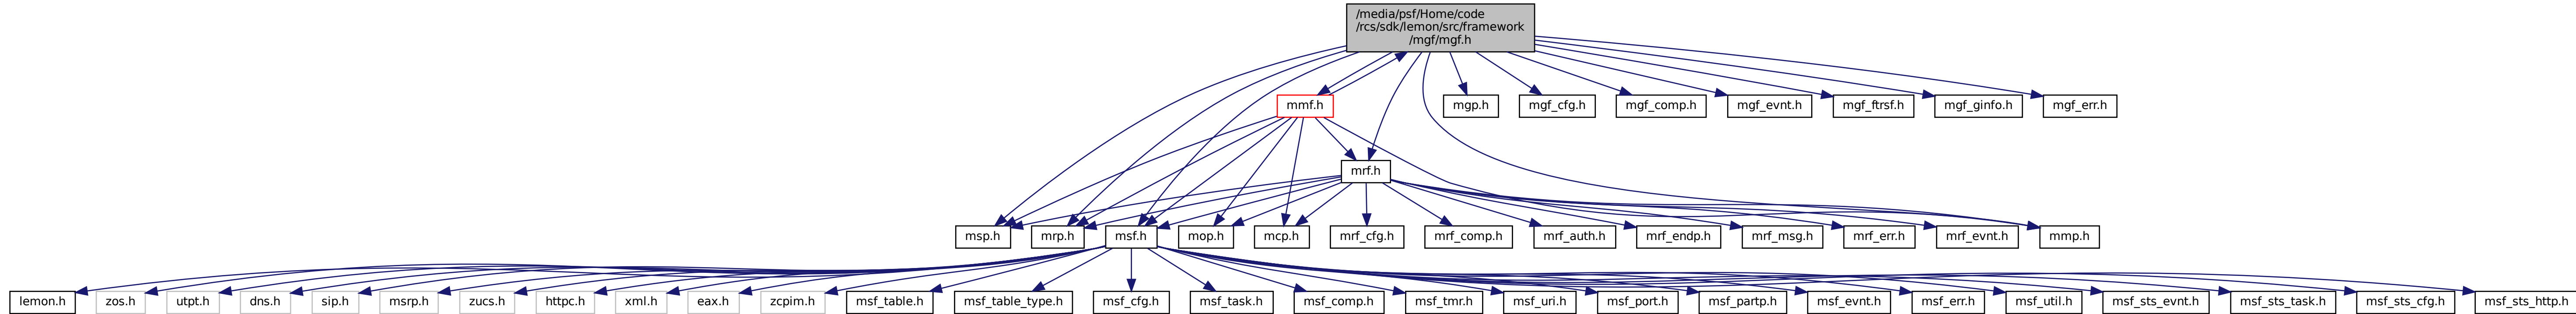 /media/psf/Home/code
/rcs/sdk/lemon/src/framework
/mgf/mgf.h
mmf.h
mgp.h
mgf_cfg.h
mgf_comp.h
mgf_evnt.h
mgf_ftrsf.h
mgf_ginfo.h
mgf_err.h
mrf.h
msp.h
mrp.h
msf.h
mop.h
mcp.h
mrf_cfg.h
mrf_comp.h
mrf_auth.h
mrf_endp.h
mrf_msg.h
mrf_err.h
mrf_evnt.h
mmp.h
lemon.h
zos.h
utpt.h
dns.h
sip.h
msrp.h
zucs.h
httpc.h
xml.h
eax.h
zcpim.h
msf_table.h
msf_table_type.h
msf_cfg.h
msf_task.h
msf_comp.h
msf_tmr.h
msf_uri.h
msf_port.h
msf_partp.h
msf_evnt.h
msf_err.h
msf_util.h
msf_sts_evnt.h
msf_sts_task.h
msf_sts_cfg.h
msf_sts_http.h